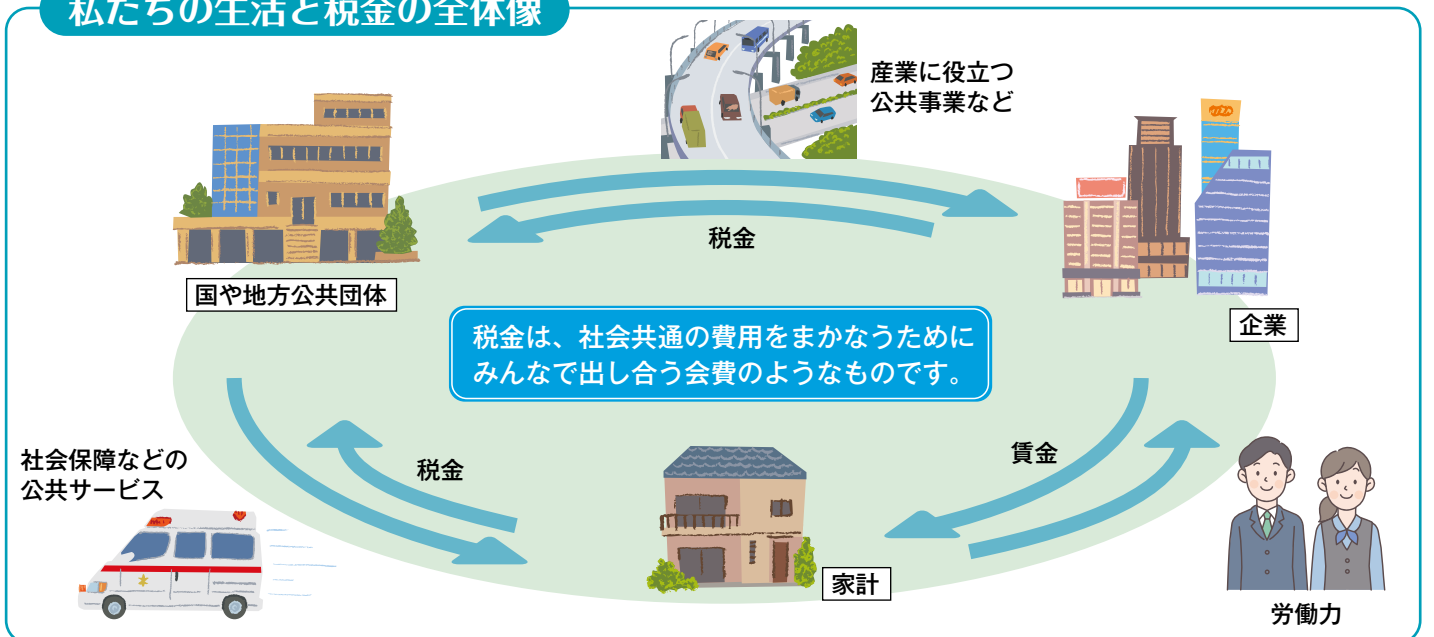 私たちの生活と税金の全体像
産業に役立つ
公共事業など
税金
国や地方公共団体
企業
税金は、社会共通の費用をまかなうために
みんなで出し合う会費のようなものです。
社会保障などの
公共サービス
税金
賃金
家計
労働力